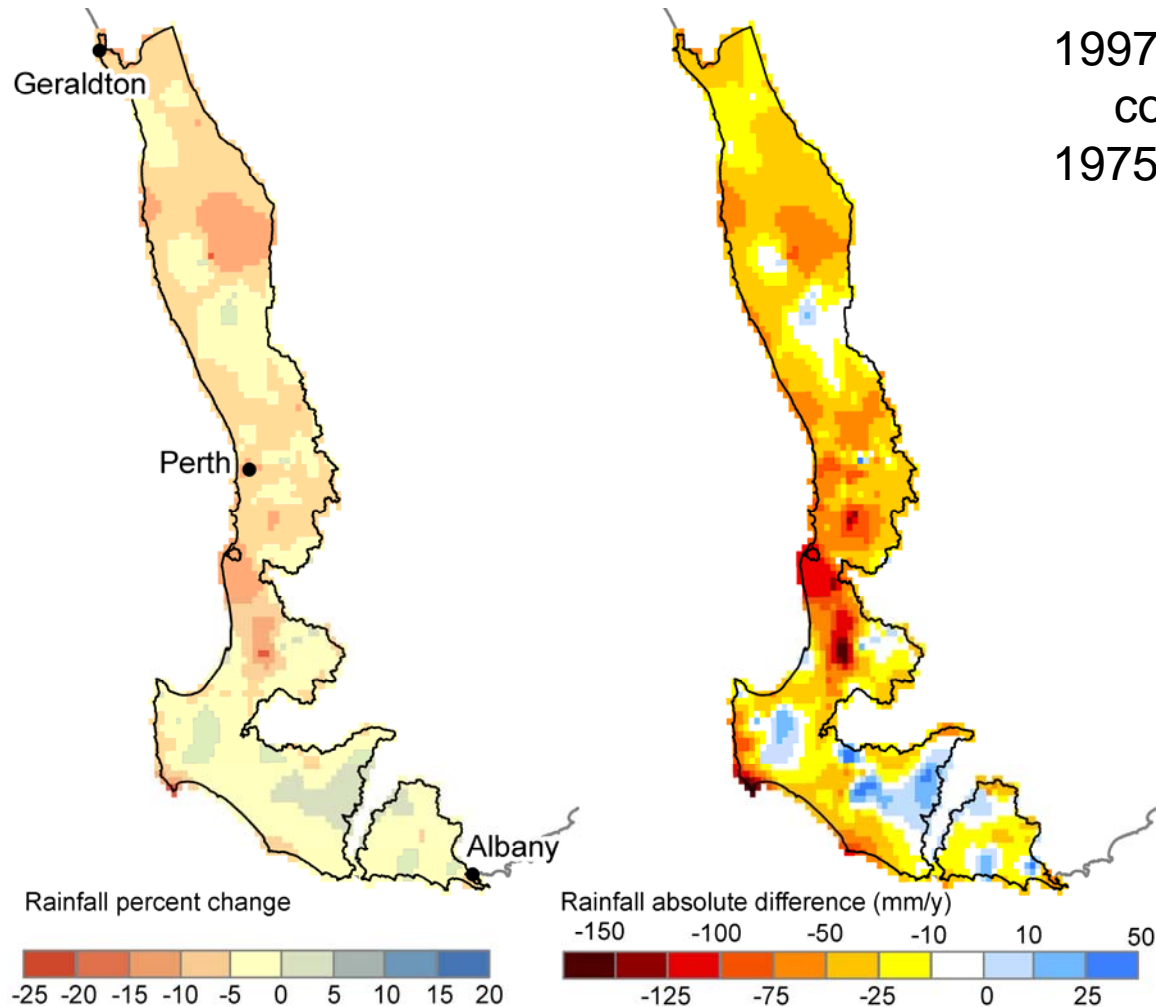 1997
co
1975
Geraldton
Perth
Albany
Rainfall percent change
-25 -20 -15 -10 -5 0 5 10 15 20
Rainfall absolute difference (mm/y)
-150 -100 -50 -10 10 50
-125 -75 -25 0 25